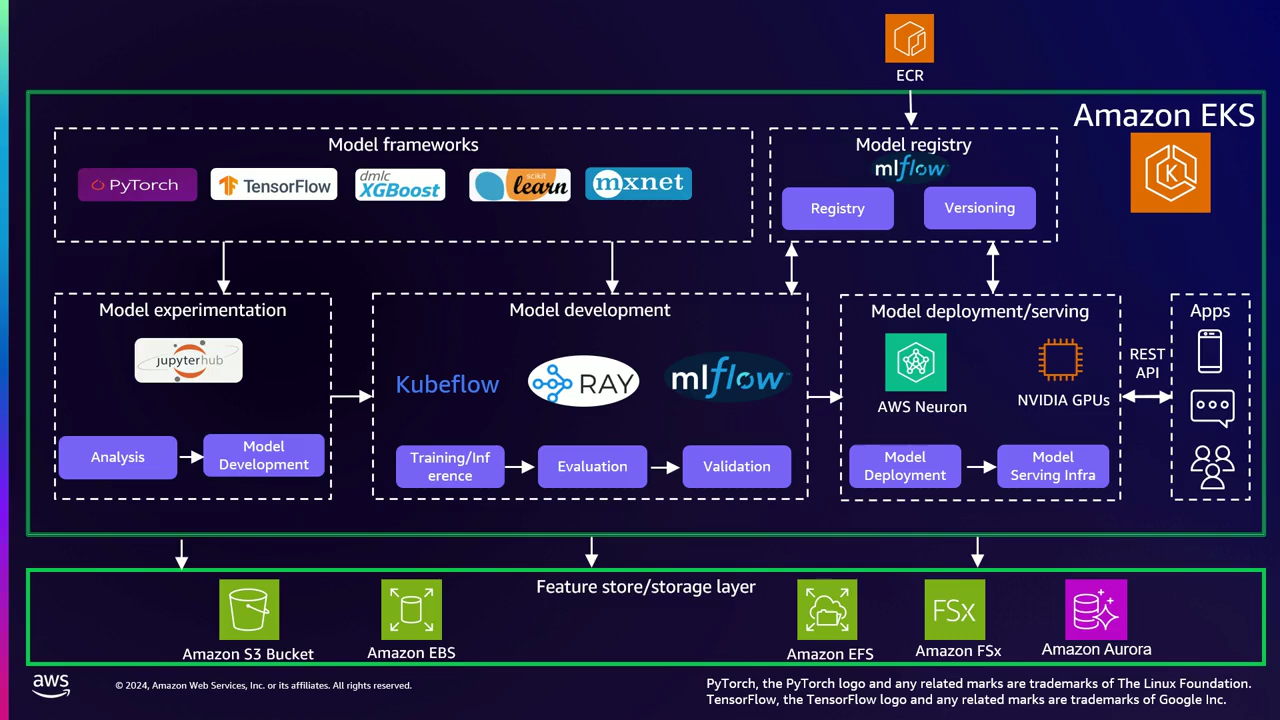 ECR
Amazon EKS
Model frameworks
PyTorch
TensorFlow
dmlc
XGBoost
scikit
learn
mxnet
Model registry
mlflow
Registry
Versioning
Model experimentation
jupyterhub
Analysis
Model
Development
Model development
Kubeflow
RAY
mlflow
Training/Inf
erence
Evaluation
Validation
Model deployment/serving
AWS Neuron
NVIDIA GPUs
Model
Deployment
Model
Serving Infra
REST
API
Apps
Feature store/storage layer
Amazon S3 Bucket
Amazon EBS
Amazon EFS
FSx
Amazon FSx
Amazon Aurora
aws
© 2024, Amazon Web Services, Inc. or its affiliates. All rights reserved.
PyTorch, the PyTorch logo and any related marks are trademarks of The Linux Foundation.
TensorFlow, the TensorFlow logo and any related marks are trademarks of Google Inc.